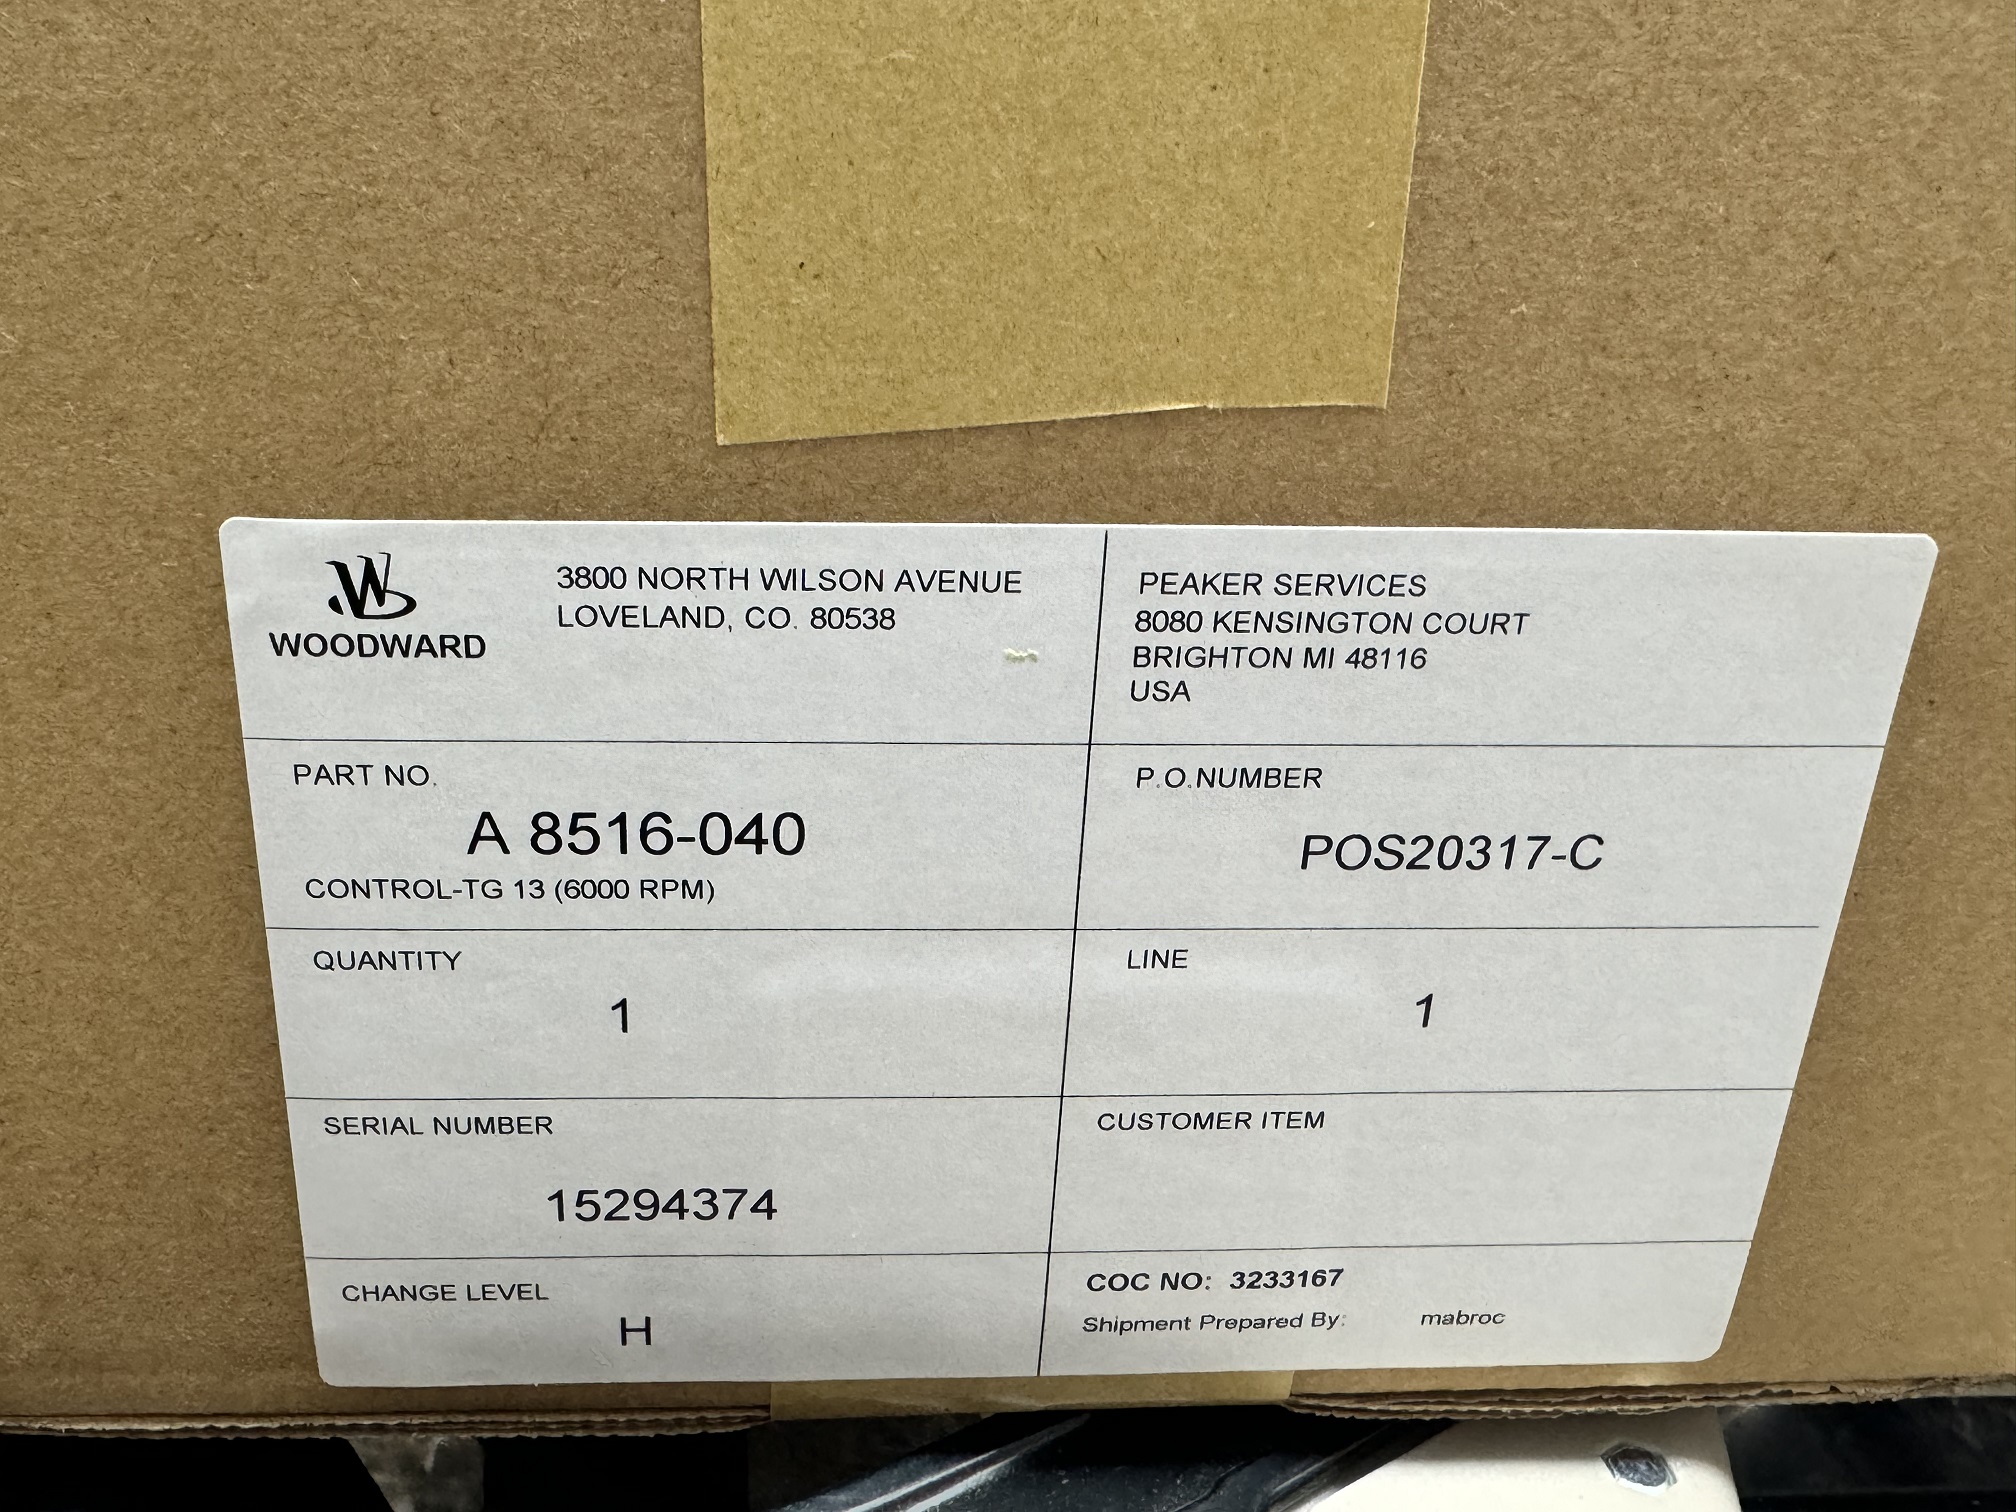 WOODWARD
3800 NORTH WILSON AVENUE
LOVELAND, CO. 80538
PEAKER SERVICES
8080 KENSINGTON COURT
BRIGHTON MI 48116
USA
PART NO.
A 8516-040
CONTROL-TG 13 (6000 RPM)
P.O.NUMBER
POS20317-C
QUANTITY
1
LINE
1
SERIAL NUMBER
15294374
CUSTOMER ITEM
CHANGE LEVEL
H
COC NO: 3233167
Shipment Prepared By: mabroc